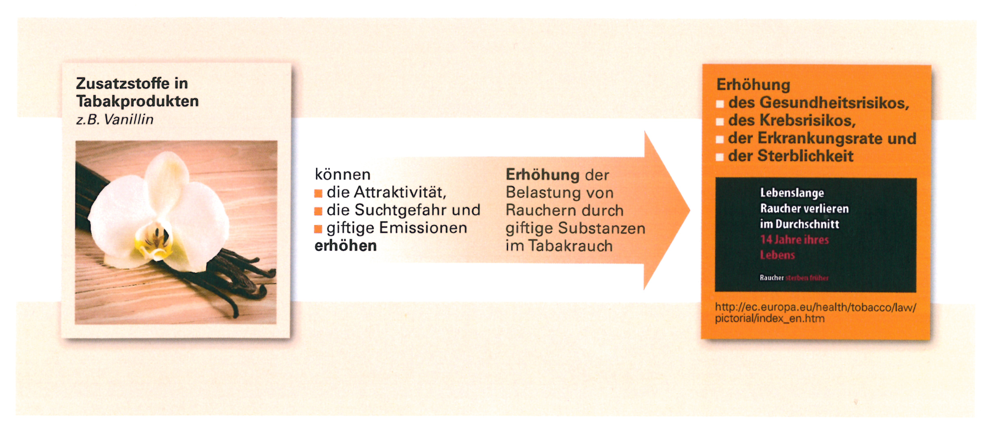 Zusatzstoffe in
Tabakprodukten
z.B. Vanillin
können
■ die Attraktivität,
■ die Suchtgefahr und
■ giftige Emissionen
erhöhen
Erhöhung der
Belastung von
Rauchern durch
giftige Substanzen
im Tabakrauch
Erhöhung
■ des Gesundheitsrisikos,
■ des Krebsrisikos,
■ der Erkrankungsrate und
■ der Sterblichkeit
Lebenslange
Raucher verlieren
im Durchschnitt
14 Jahre ihres
Lebens
Raucher sterben früher
http://ec.europa.eu/health/tobacco/law/
pictorial/index_en.htm